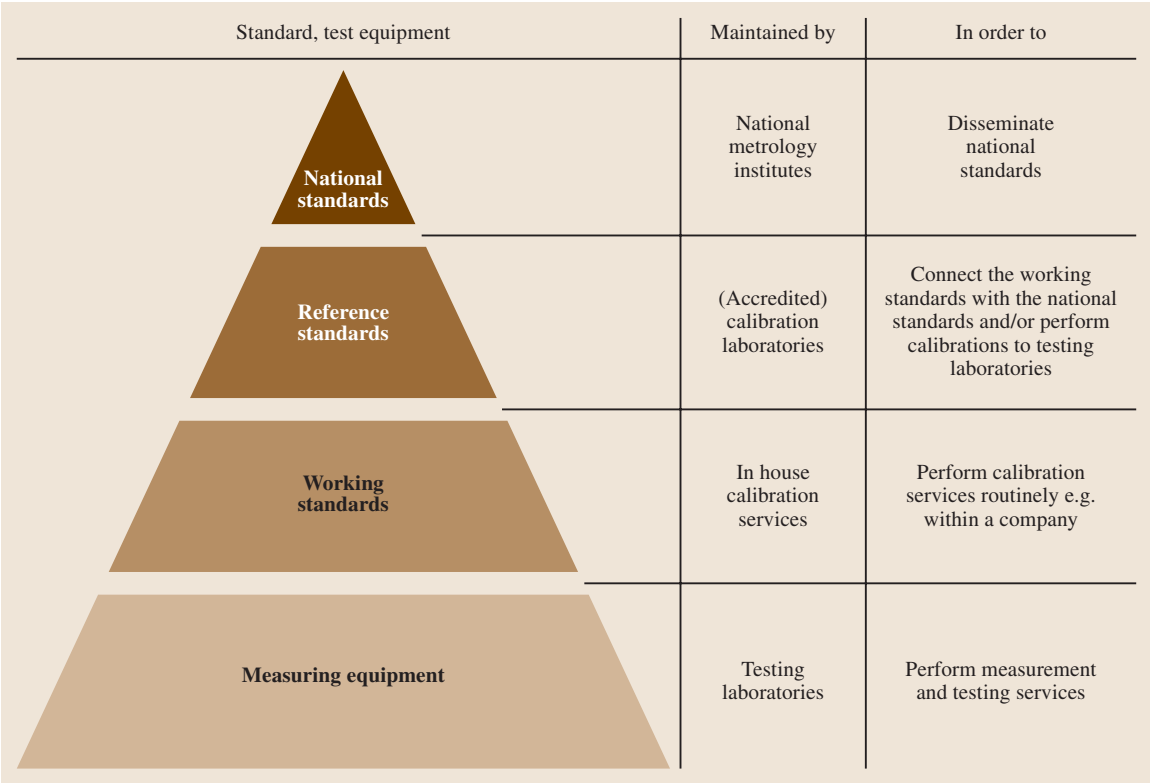 Standard, test equipment
Maintained by
In order to
National
standards
National
metrology
institutes
Disseminate
national
standards
Reference
standards
(Accredited)
calibration
laboratories
Connect the working
standards with the national
standards and/or perform
calibrations to testing
laboratories
Working
standards
In house
calibration
services
Perform calibration
services routinely e.g.
within a company
Measuring equipment
Testing
laboratories
Perform measurement
and testing services